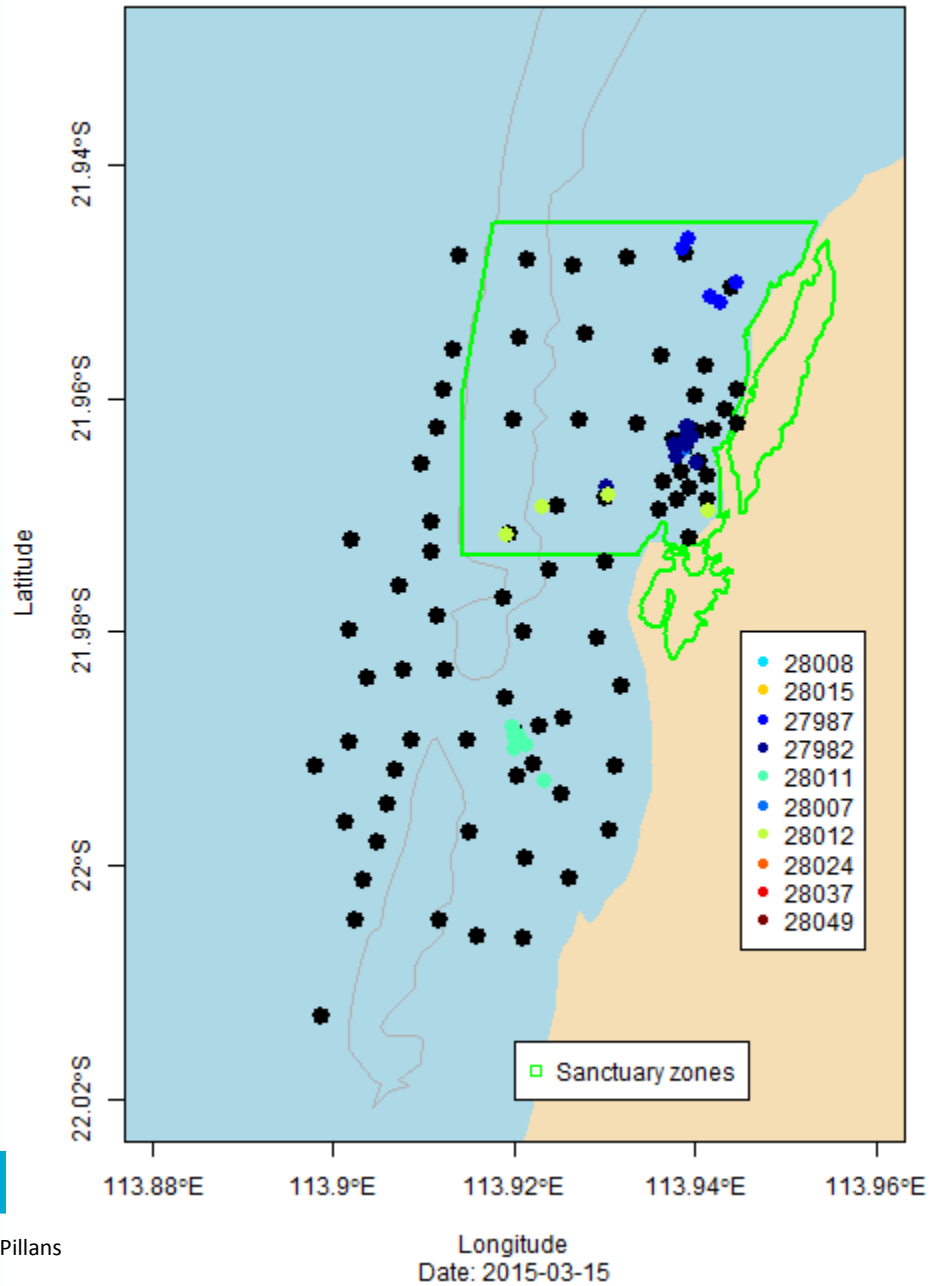 21.94°S
21.96°S
21.98°S
22°S
22.02°S
Latitude
28008
28015
27987
27982
28011
28007
28012
28024
28037
28049
Sanctuary zones
113.88°E 113.9°E 113.92°E 113.94°E 113.96°E
Longitude
Date: 2015-03-15
Pillans